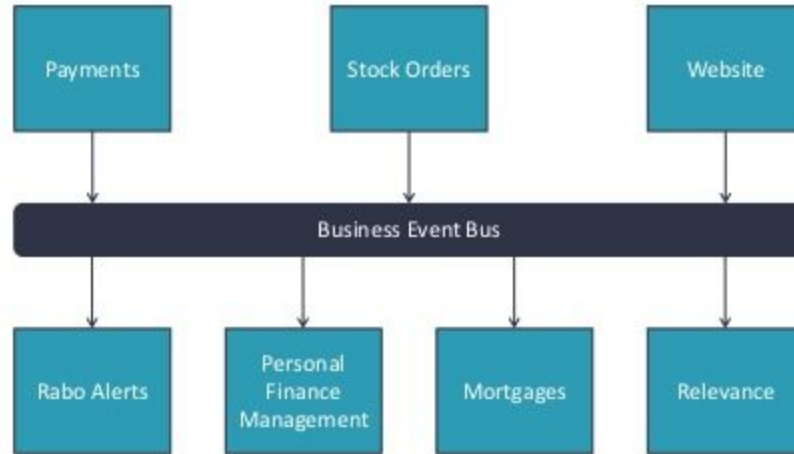 Payments
Stock Orders
Website
Business Event Bus
Rabo Alerts
Personal
Finance
Management
Mortgages
Relevance